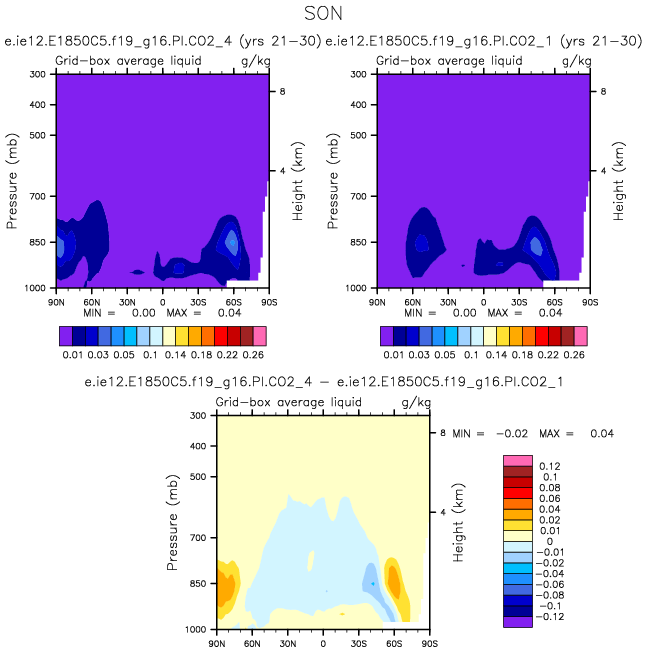 SON
e.ie12.E1850C5.f19_g16.PI.CO2_4 (yrs 21-30) e.ie12.E1850C5.f19_g16.PI.CO2_1 (yrs 21-30)
Grid-box average liquid g/kg Grid-box average liquid g/kg
300
400
500
700
850
1000
Pressure (mb)
8
4
Height (km)
90N 60N 30N 0 30S 60S 90S
MIN = 0.00 MAX = 0.04
0.01 0.03 0.05 0.1 0.14 0.18 0.22 0.26
300
400
500
700
850
1000
Pressure (mb)
8
4
Height (km)
90N 60N 30N 0 30S 60S 90S
MIN = 0.00 MAX = 0.04
0.01 0.03 0.05 0.1 0.14 0.18 0.22 0.26
e.ie12.E1850C5.f19_g16.PI.CO2_4 - e.ie12.E1850C5.f19_g16.PI.CO2_1
Grid-box average liquid g/kg
300
400
500
700
850
1000
Pressure (mb)
8
4
Height (km)
90N 60N 30N 0N 30S 60S 90S
MIN = -0.02 MAX = 0.04
0.12
0.1
0.08
0.06
0.04
0.02
0.01
0
-0.01
-0.02
-0.04
-0.06
-0.08
-0.1
-0.12